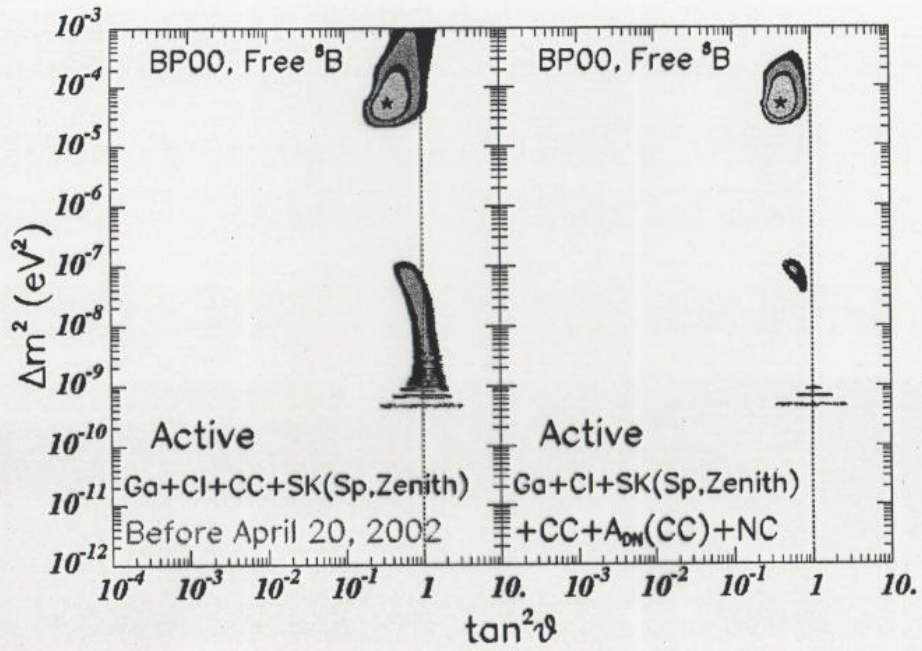 BP00, Free ⁸B
BP00, Free ⁸B
10⁻³
10⁻⁴
10⁻⁵
10⁻⁶
10⁻⁷
10⁻⁸
10⁻⁹
10⁻¹⁰
10⁻¹¹
10⁻¹²
Δm² (eV²)
Active
Ga+Cl+CC+SK(Sp,Zenith)
Before April 20, 2002
Active
Ga+Cl+SK(Sp,Zenith)
+CC+A_DN(CC)+NC
10⁻⁴ 10⁻³ 10⁻² 10⁻¹ 1 10. 10⁻³ 10⁻² 10⁻¹ 1 10.
tan²ϑ